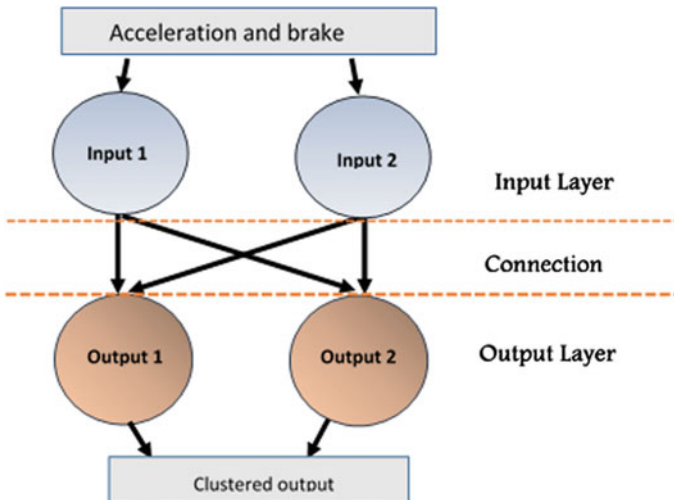 Acceleration and brake
Input 1
Input 2
Input Layer
Connection
Output 1
Output 2
Output Layer
Clustered output